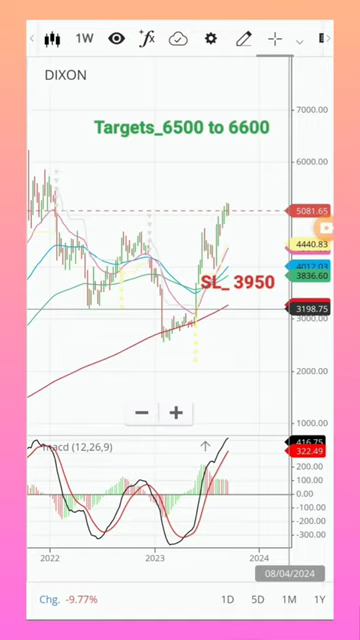 1W fx
DIXON
7000.00
Targets_6500 to 6600
6000.00
5081.65
4440.83
4012.03
3836.60
SL_ 3950
3198.75
3000.00
2000.00
1000.00
macd (12,26,9)
416.75
322.49
200.00
100.00
0.00
-100.00
-200.00
-300.00
2022 2023 2024
08/04/2024
Chg. -9.77% 1D 5D 1M 1Y